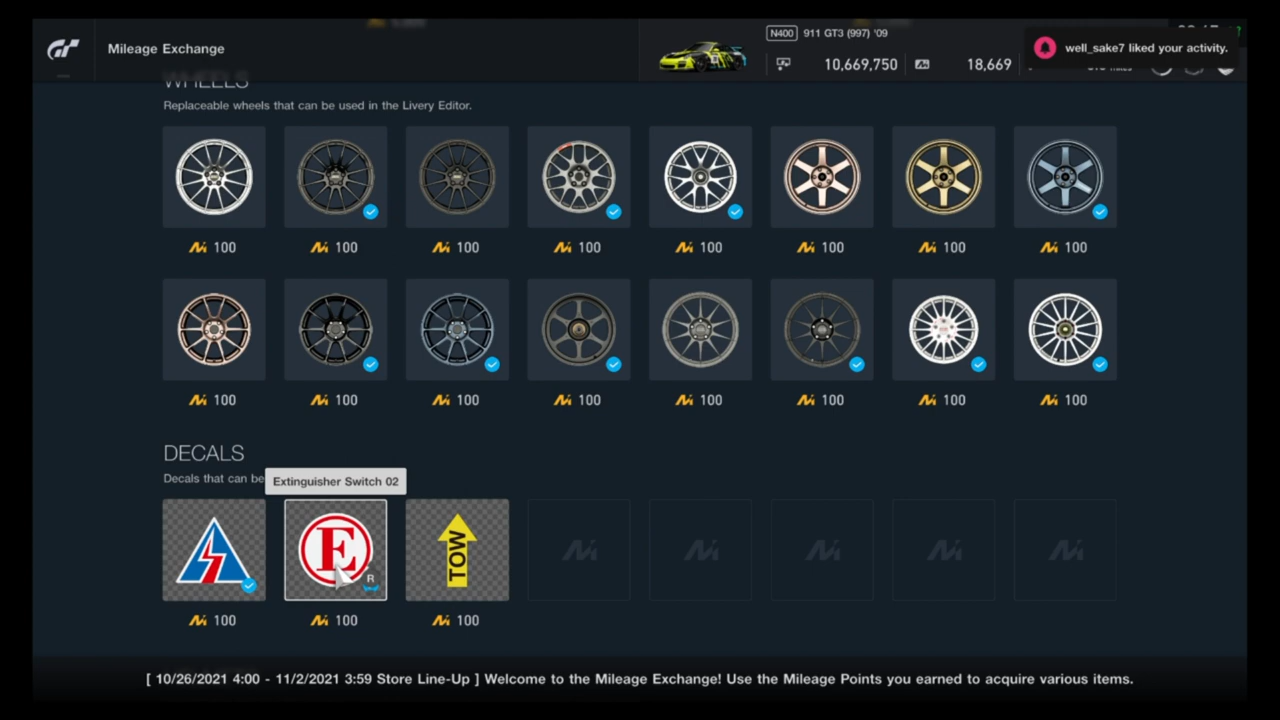 Mileage Exchange
N400 911 GT3 (997) '09
10,669,750
18,669
well_sake7 liked your activity.
WHEELS
Replaceable wheels that can be used in the Livery Editor.
100 100 100 100 100 100 100 100
100 100 100 100 100 100 100 100
DECALS
Decals that can be
Extinguisher Switch 02
E
R
TOW
100 100 100
[ 10/26/2021 4:00 - 11/2/2021 3:59 Store Line-Up ] Welcome to the Mileage Exchange! Use the Mileage Points you earned to acquire various items.